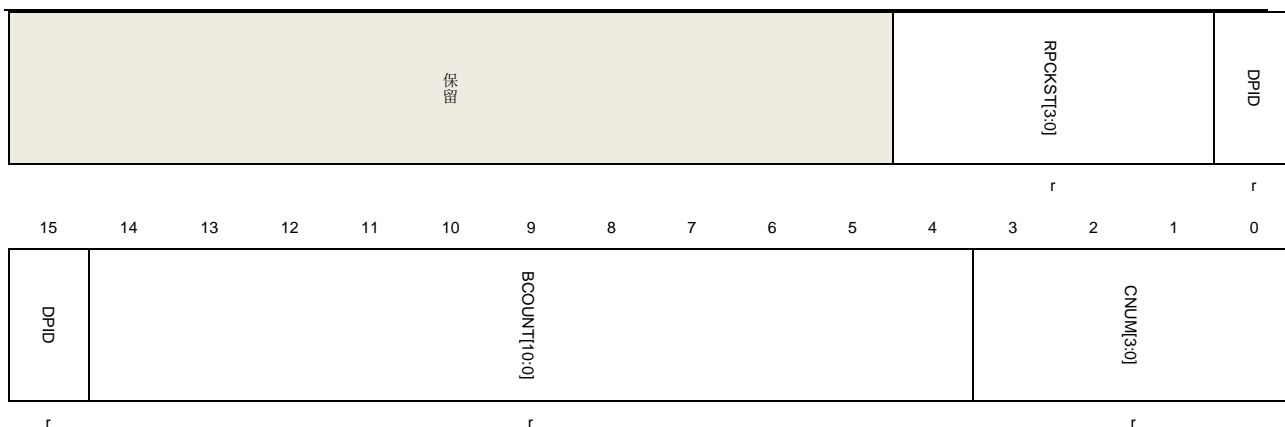 保留
RPCKST[3:0]
DPID
r r
15 14 13 12 11 10 9 8 7 6 5 4 3 2 1 0
DPID
BCOUNT[10:0]
CNUM[3:0]
r r r